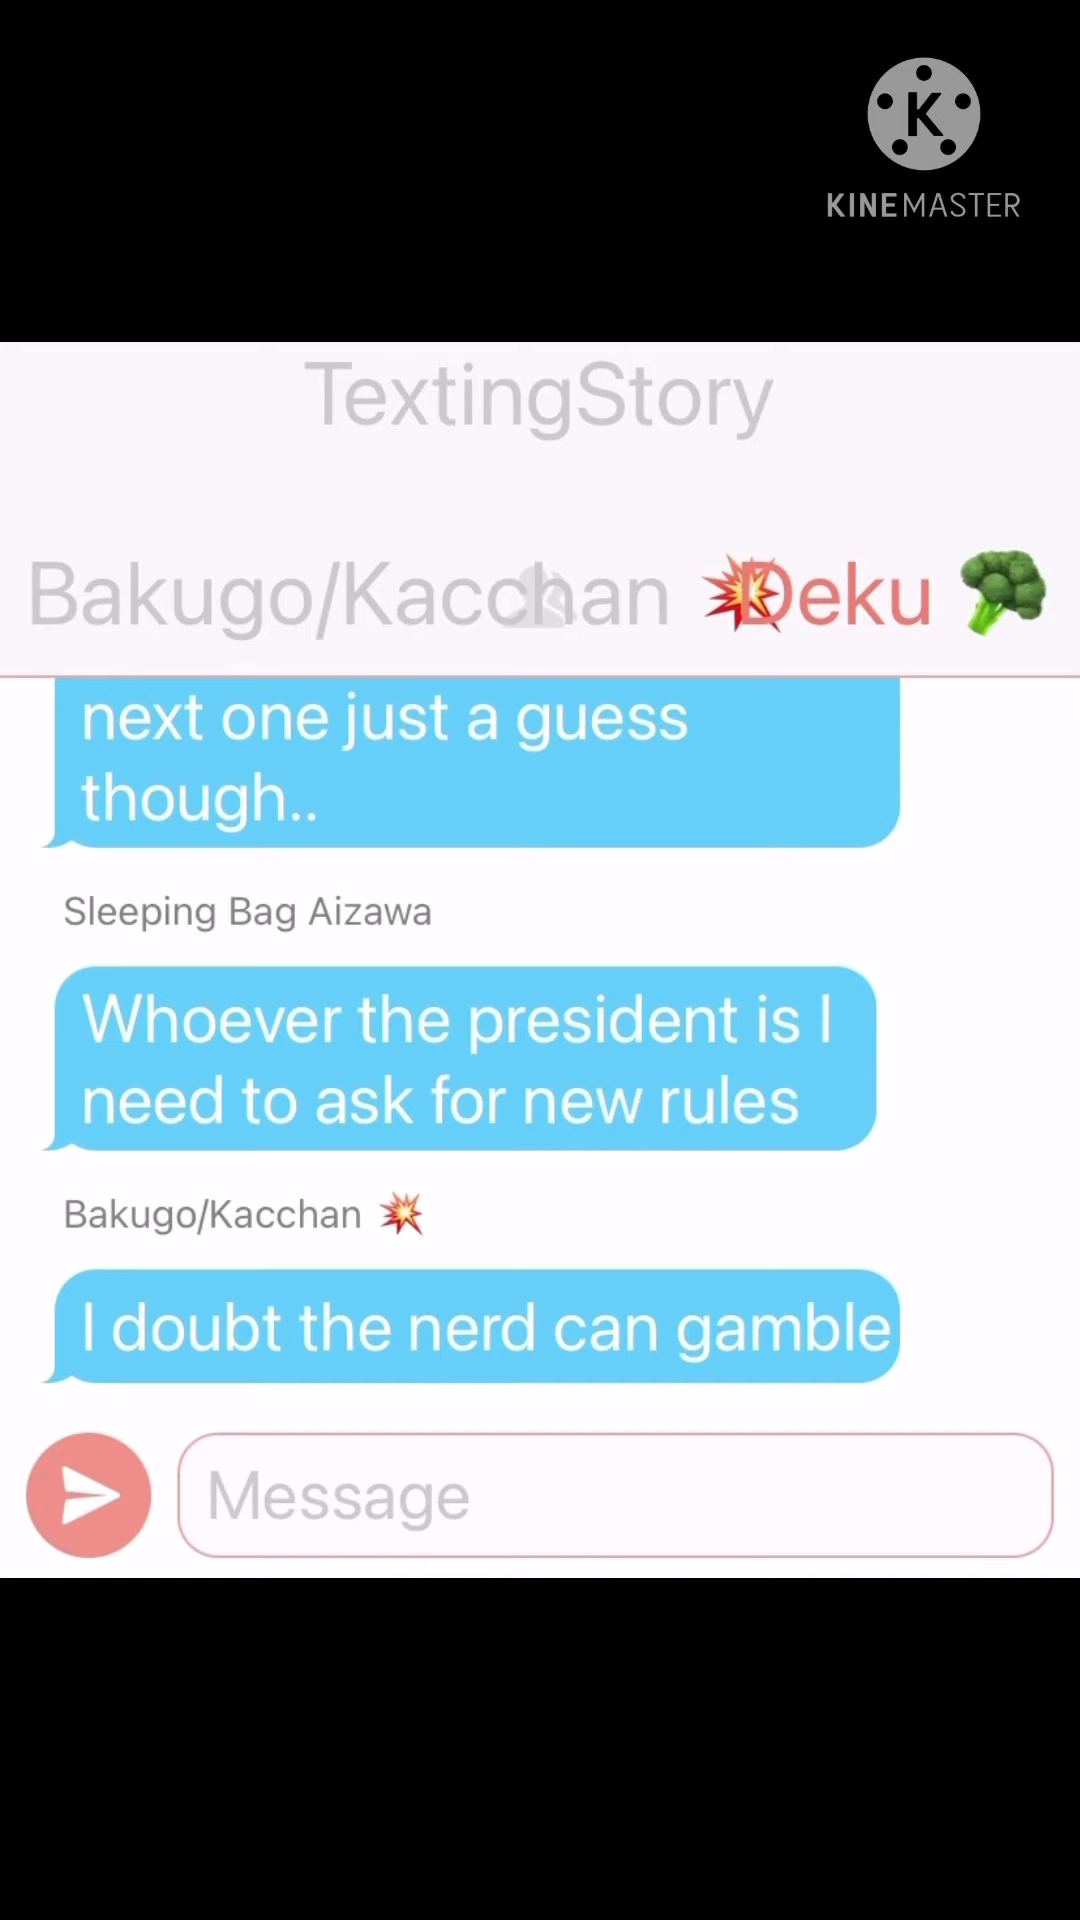 K
KINEMASTER
TextingStory
Bakugo/Kacchan 💥 Deku 🥦
next one just a guess
though..
Sleeping Bag Aizawa
Whoever the president is I
need to ask for new rules
Bakugo/Kacchan 💥
I doubt the nerd can gamble
Message